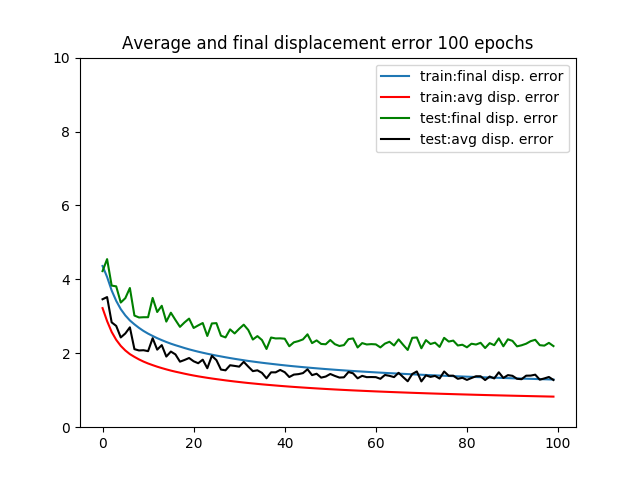 Average and final displacement error 100 epochs
10
8
6
4
2
0
train:final disp. error
train:avg disp. error
test:final disp. error
test:avg disp. error
0 20 40 60 80 100